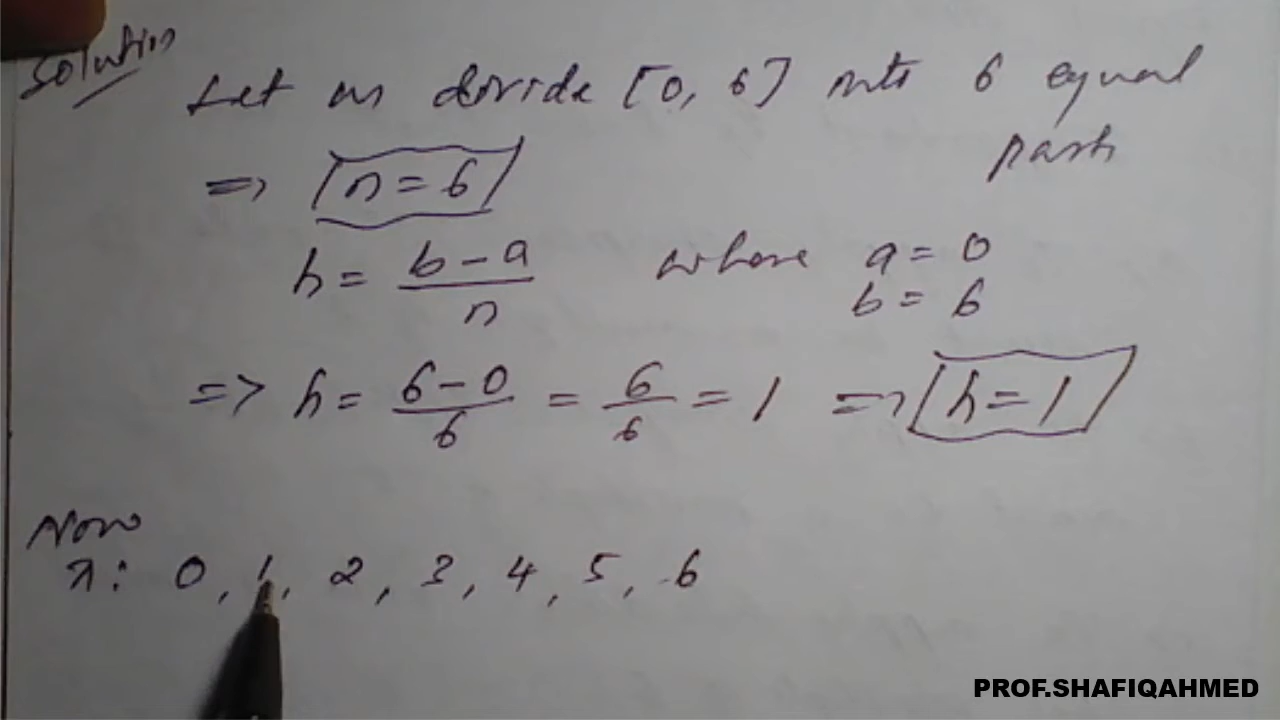 Solution
Let us divide [0, 6] into 6 equal
parts
=> n = 6
h = b - a / n where a = 0
b = 6
=> h = 6 - 0 / 6 = 6 / 6 = 1 => h = 1
Now
x: 0, 1, 2, 3, 4, 5, 6
PROF.SHAFIQAHMED